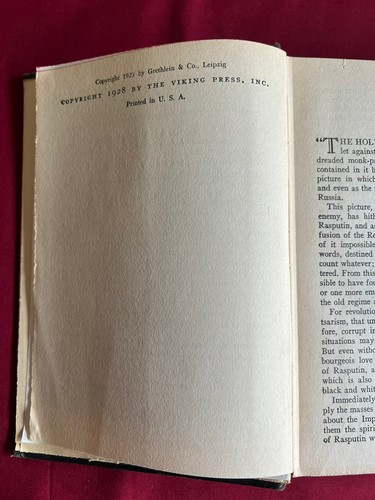 Copyright 1927 by Grethlein & Co., Leipzig
COPYRIGHT 1928 BY THE VIKING PRESS, INC.
Printed in U. S. A.
"THE HOL
let against
dreaded monk-pr
contained in it h
picture in which
and even as the
Russia.
This picture,
enemy, has hith
Rasputin, and as
fusion of the Re
of it impossible
words, destined
count whatever;
tered. From this
sible to have fou
or one more em
the old regime a
For revolution
tsarism, that un
fore, corrupt in
situations may
But even witho
bourgeois love
of Rasputin, a
which is also
black and whit
Immediately
ply the masses
about the Imp
them the spiri
of Rasputin w